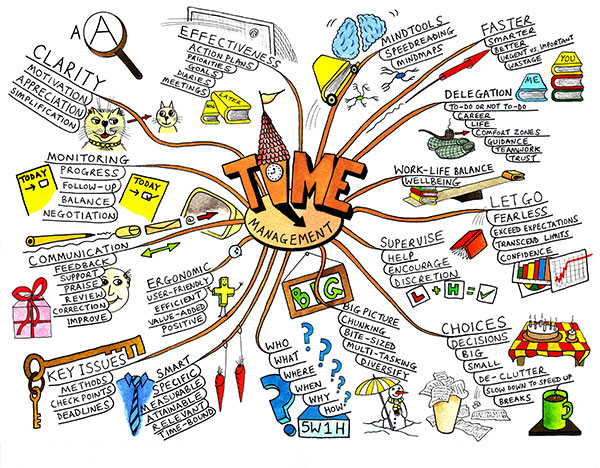 A
A
CLARITY
MOTIVATION
APPRECIATION
SIMPLIFICATION
EFFECTIVENESS
ACTION PLANS
PRIORITIES
GOALS
DIARIES
MEETINGS
LATER
MINDTOOLS
SPEEDREADING
MINDMAPS
FASTER
SMARTER
BETTER
URGENT VS IMPORTANT
WASTAGE
YOU
ME
DELEGATION
TO-DO OR NOT TO-DO
CAREER
LIFE
COMFORT ZONES
GUIDANCE
TEAMWORK
TRUST
MONITORING
PROGRESS
FOLLOW-UP
BALANCE
NEGOTIATION
TODAY
TODAY
TIME
MANAGEMENT
WORK-LIFE BALANCE
WELLBEING
LET GO
FEARLESS
EXCEED EXPECTATIONS
TRANSCEND LIMITS
CONFIDENCE
COMMUNICATION
FEEDBACK
SUPPORT
PRAISE
REVIEW
CORRECTION
IMPROVE
ERGONOMIC
USER-FRIENDLY
EFFICIENT
VALUE-ADDED
POSITIVE
SUPERVISE
HELP
ENCOURAGE
DISCRETION
L + H = ✓
BIG
BIG PICTURE
CHUNKING
BITE-SIZED
MULTI-TASKING
DIVERSIFY
CHOICES
DECISIONS
BIG
SMALL
DE-CLUTTER
SLOW DOWN TO SPEED UP
BREAKS
KEY ISSUES
METHODS
CHECK POINTS
DEADLINES
SMART
SPECIFIC
MEASURABLE
ATTAINABLE
RELEVANT
TIME-BOUND
WHO
WHAT
WHERE
WHEN
WHY
HOW
? ? ? ? ? ?
5W1H